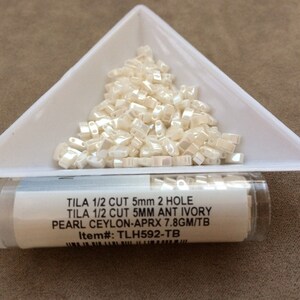 TILA 1/2 CUT 5mm 2 HOLE
TILA 1/2 CUT 5MM ANT IVORY
PEARL CEYLON-APRX 7.8GM/TB
Item#: TLH592-TB